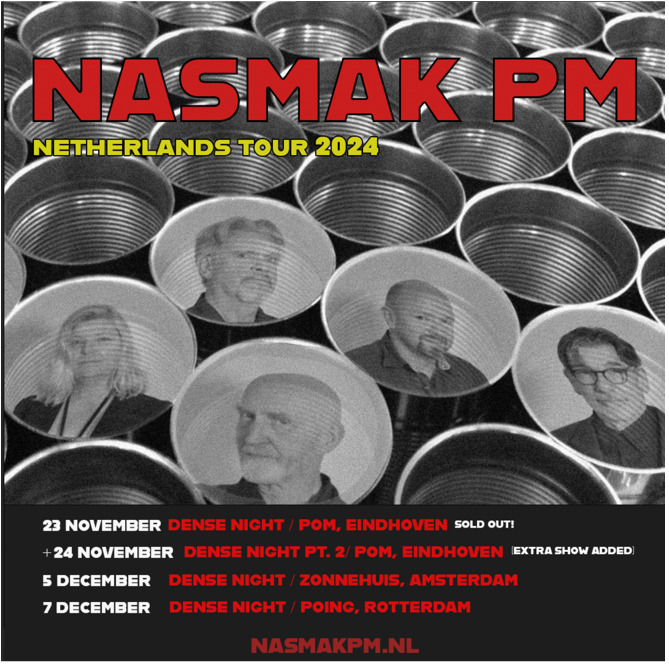 NASMAK PM
NETHERLANDS TOUR 2024
23 NOVEMBER DENSE NIGHT / POM, EINDHOVEN SOLD OUT!
+24 NOVEMBER DENSE NIGHT PT. 2/ POM, EINDHOVEN (EXTRA SHOW ADDED)
5 DECEMBER DENSE NIGHT / ZONNEHUIS, AMSTERDAM
7 DECEMBER DENSE NIGHT / POING, ROTTERDAM
NASMAKPM.NL